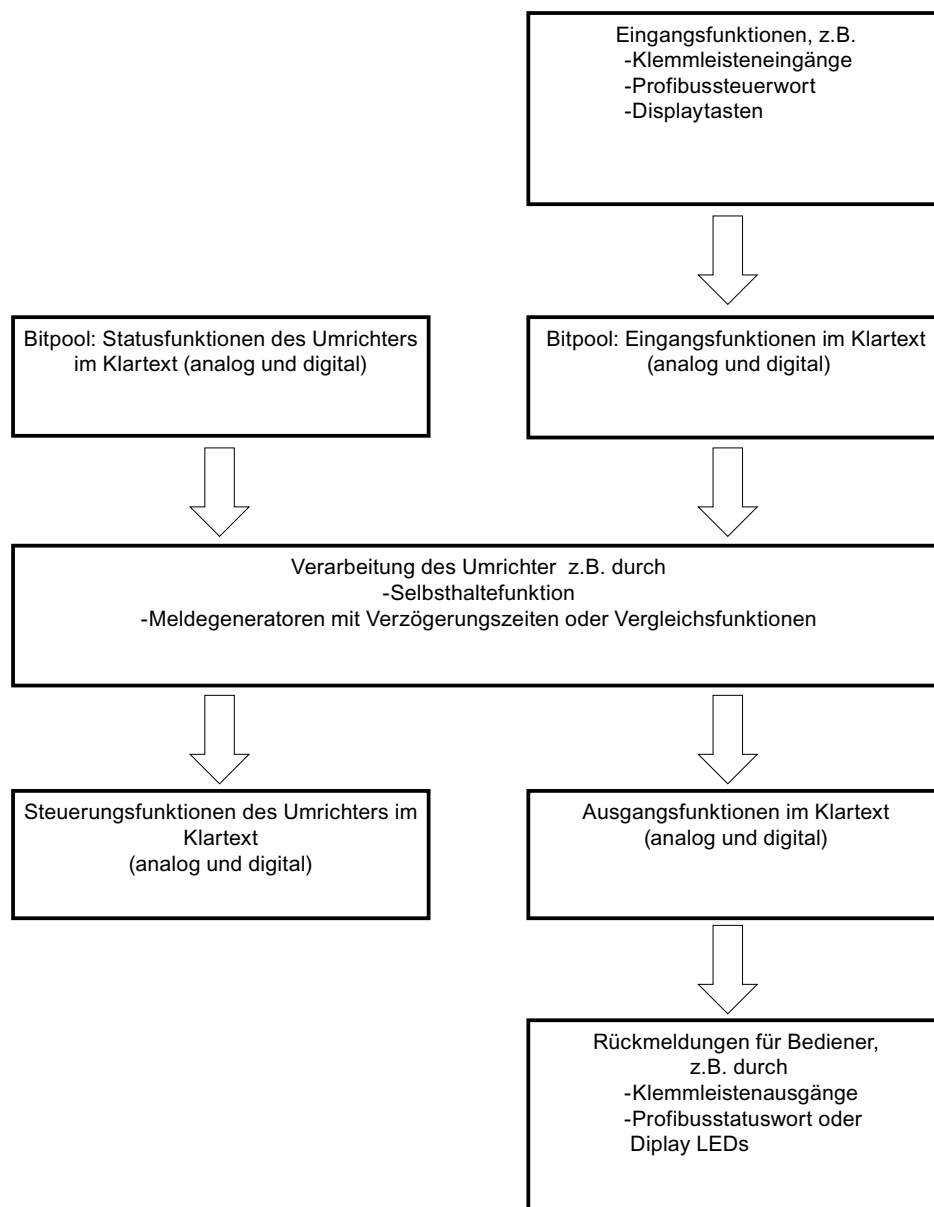 Eingangsfunktionen, z.B.
-Klemmleisteneingänge
-Profibussteuerwort
-Displaytasten
Bitpool: Statusfunktionen des Umrichters
im Klartext (analog und digital)
Bitpool: Eingangsfunktionen im Klartext
(analog und digital)
Verarbeitung des Umrichter  z.B. durch
-Selbsthaltefunktion
-Meldegeneratoren mit Verzögerungszeiten oder Vergleichsfunktionen
Steuerungsfunktionen des Umrichters im
Klartext
(analog und digital)
Ausgangsfunktionen im Klartext
(analog und digital)
Rückmeldungen für Bediener,
z.B. durch
-Klemmleistenausgänge
-Profibusstatuswort oder
Diplay LEDs